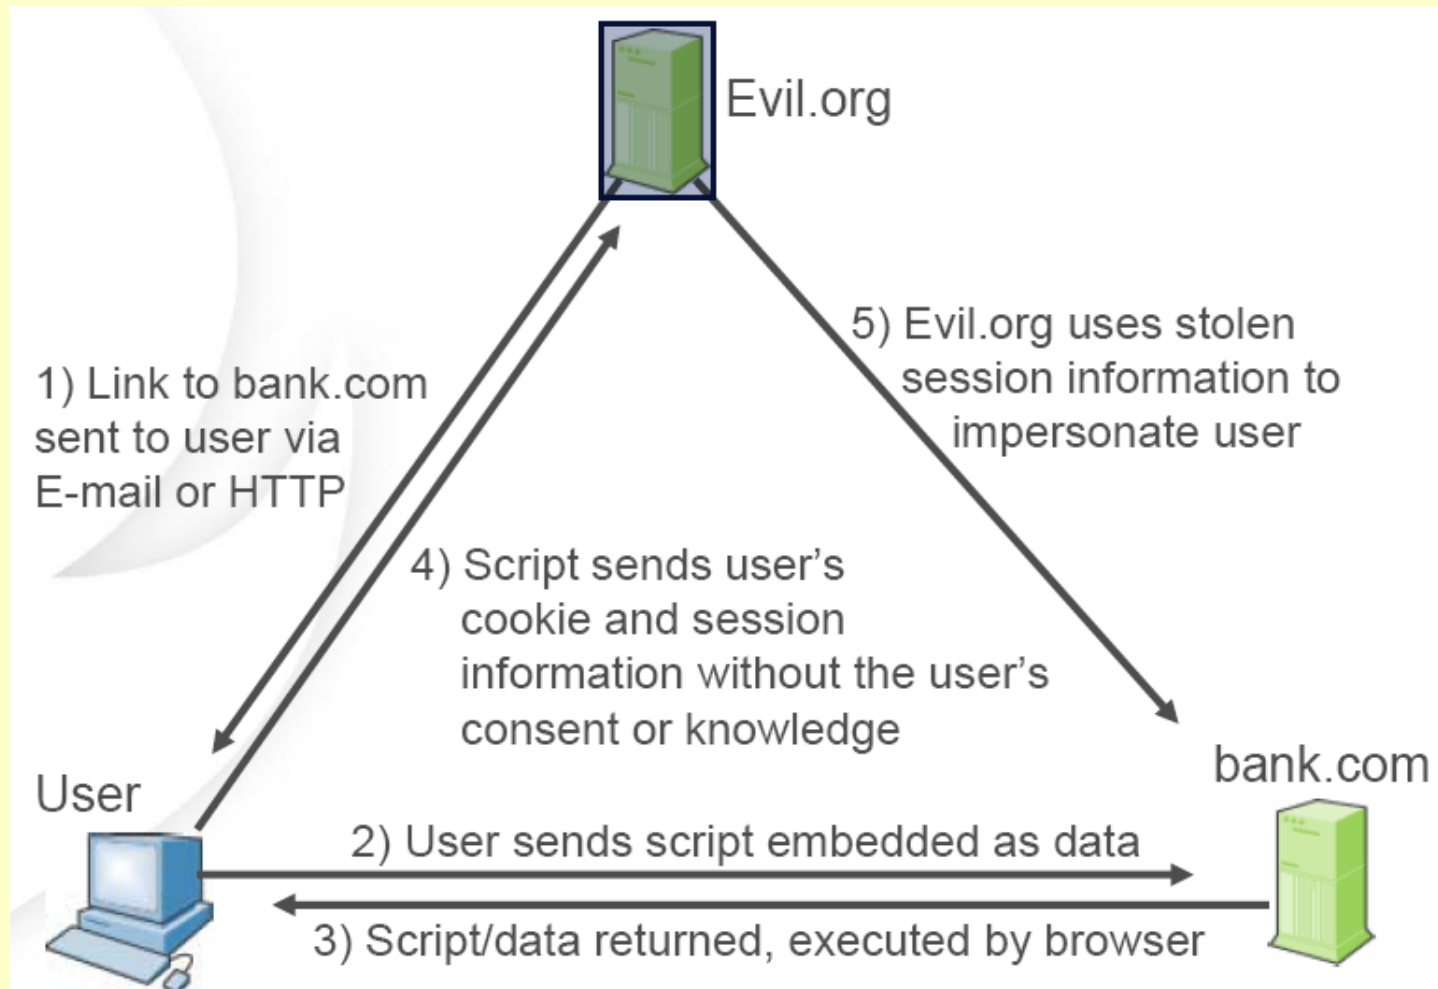 Evil.org
1) Link to bank.com
sent to user via
E-mail or HTTP
5) Evil.org uses stolen
session information to
impersonate user
4) Script sends user’s
cookie and session
information without the user’s
consent or knowledge
User
bank.com
2) User sends script embedded as data
3) Script/data returned, executed by browser